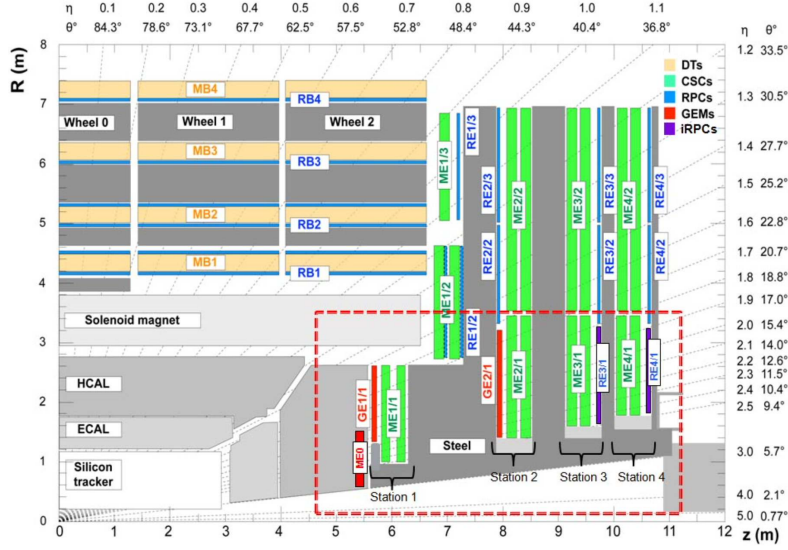 η 0.1 0.2 0.3 0.4 0.5 0.6 0.7 0.8 0.9 1.0 1.1
θ° 84.3° 78.6° 73.1° 67.7° 62.5° 57.5° 52.8° 48.4° 44.3° 40.4° 36.8° η θ°
R (m)
8
7
6
5
4
3
2
1
0
1.2 33.5°
1.3 30.5°
1.4 27.7°
1.5 25.2°
1.6 22.8°
1.7 20.7°
1.8 18.8°
1.9 17.0°
2.0 15.4°
2.1 14.0°
2.2 12.6°
2.3 11.5°
2.4 10.4°
2.5 9.4°
3.0 5.7°
4.0 2.1°
5.0 0.77°
DTs
CSCs
RPCs
GEMs
iRPCs
MB4
RB4
Wheel 0
Wheel 1
Wheel 2
MB3
RB3
MB2
RB2
MB1
RB1
Solenoid magnet
HCAL
ECAL
Silicon
tracker
Steel
ME0
GE1/1
ME1/1
ME1/2
RE1/2
ME1/3
RE1/3
GE2/1
ME2/1
RE2/2
RE2/3
ME2/2
ME3/1
RE3/1
ME3/2
RE3/2
RE3/3
ME4/1
RE4/1
ME4/2
RE4/2
RE4/3
Station 1
Station 2
Station 3
Station 4
0 1 2 3 4 5 6 7 8 9 10 11 12
z (m)